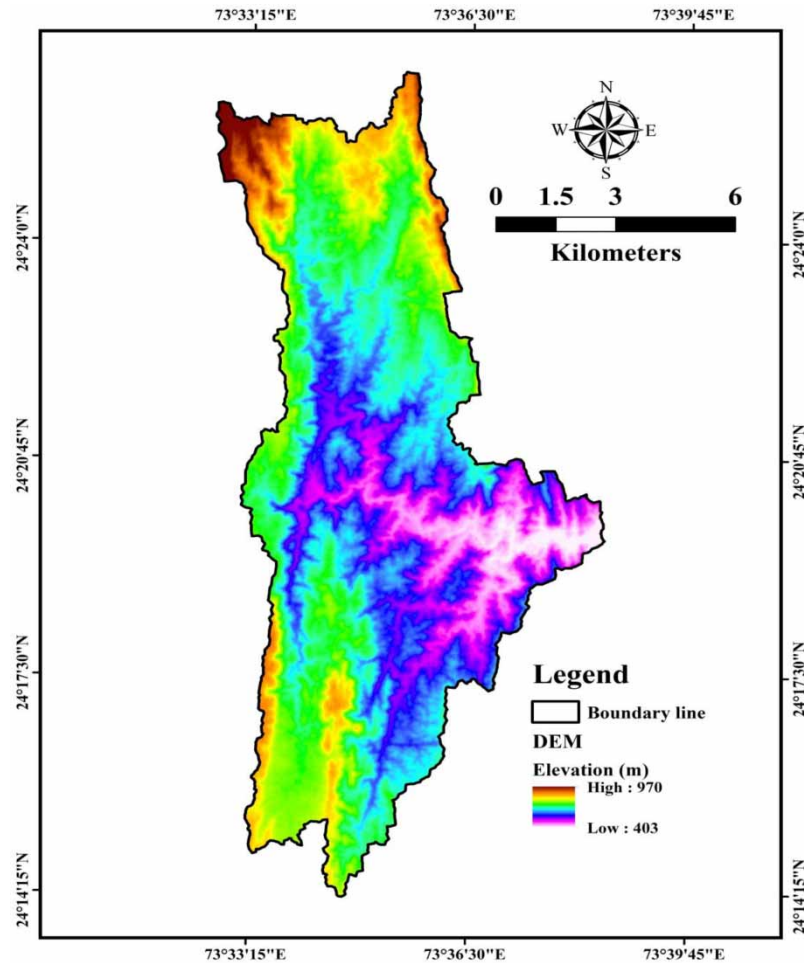 73°33'15"E 73°36'30"E 73°39'45"E
N
W E
S
0 1.5 3 6
Kilometers
24°24'0"N 24°24'0"N
24°20'45"N 24°20'45"N
24°17'30"N 24°17'30"N
Legend
Boundary line
DEM
Elevation (m)
High : 970
Low : 403
24°14'15"N 24°14'15"N
73°33'15"E 73°36'30"E 73°39'45"E